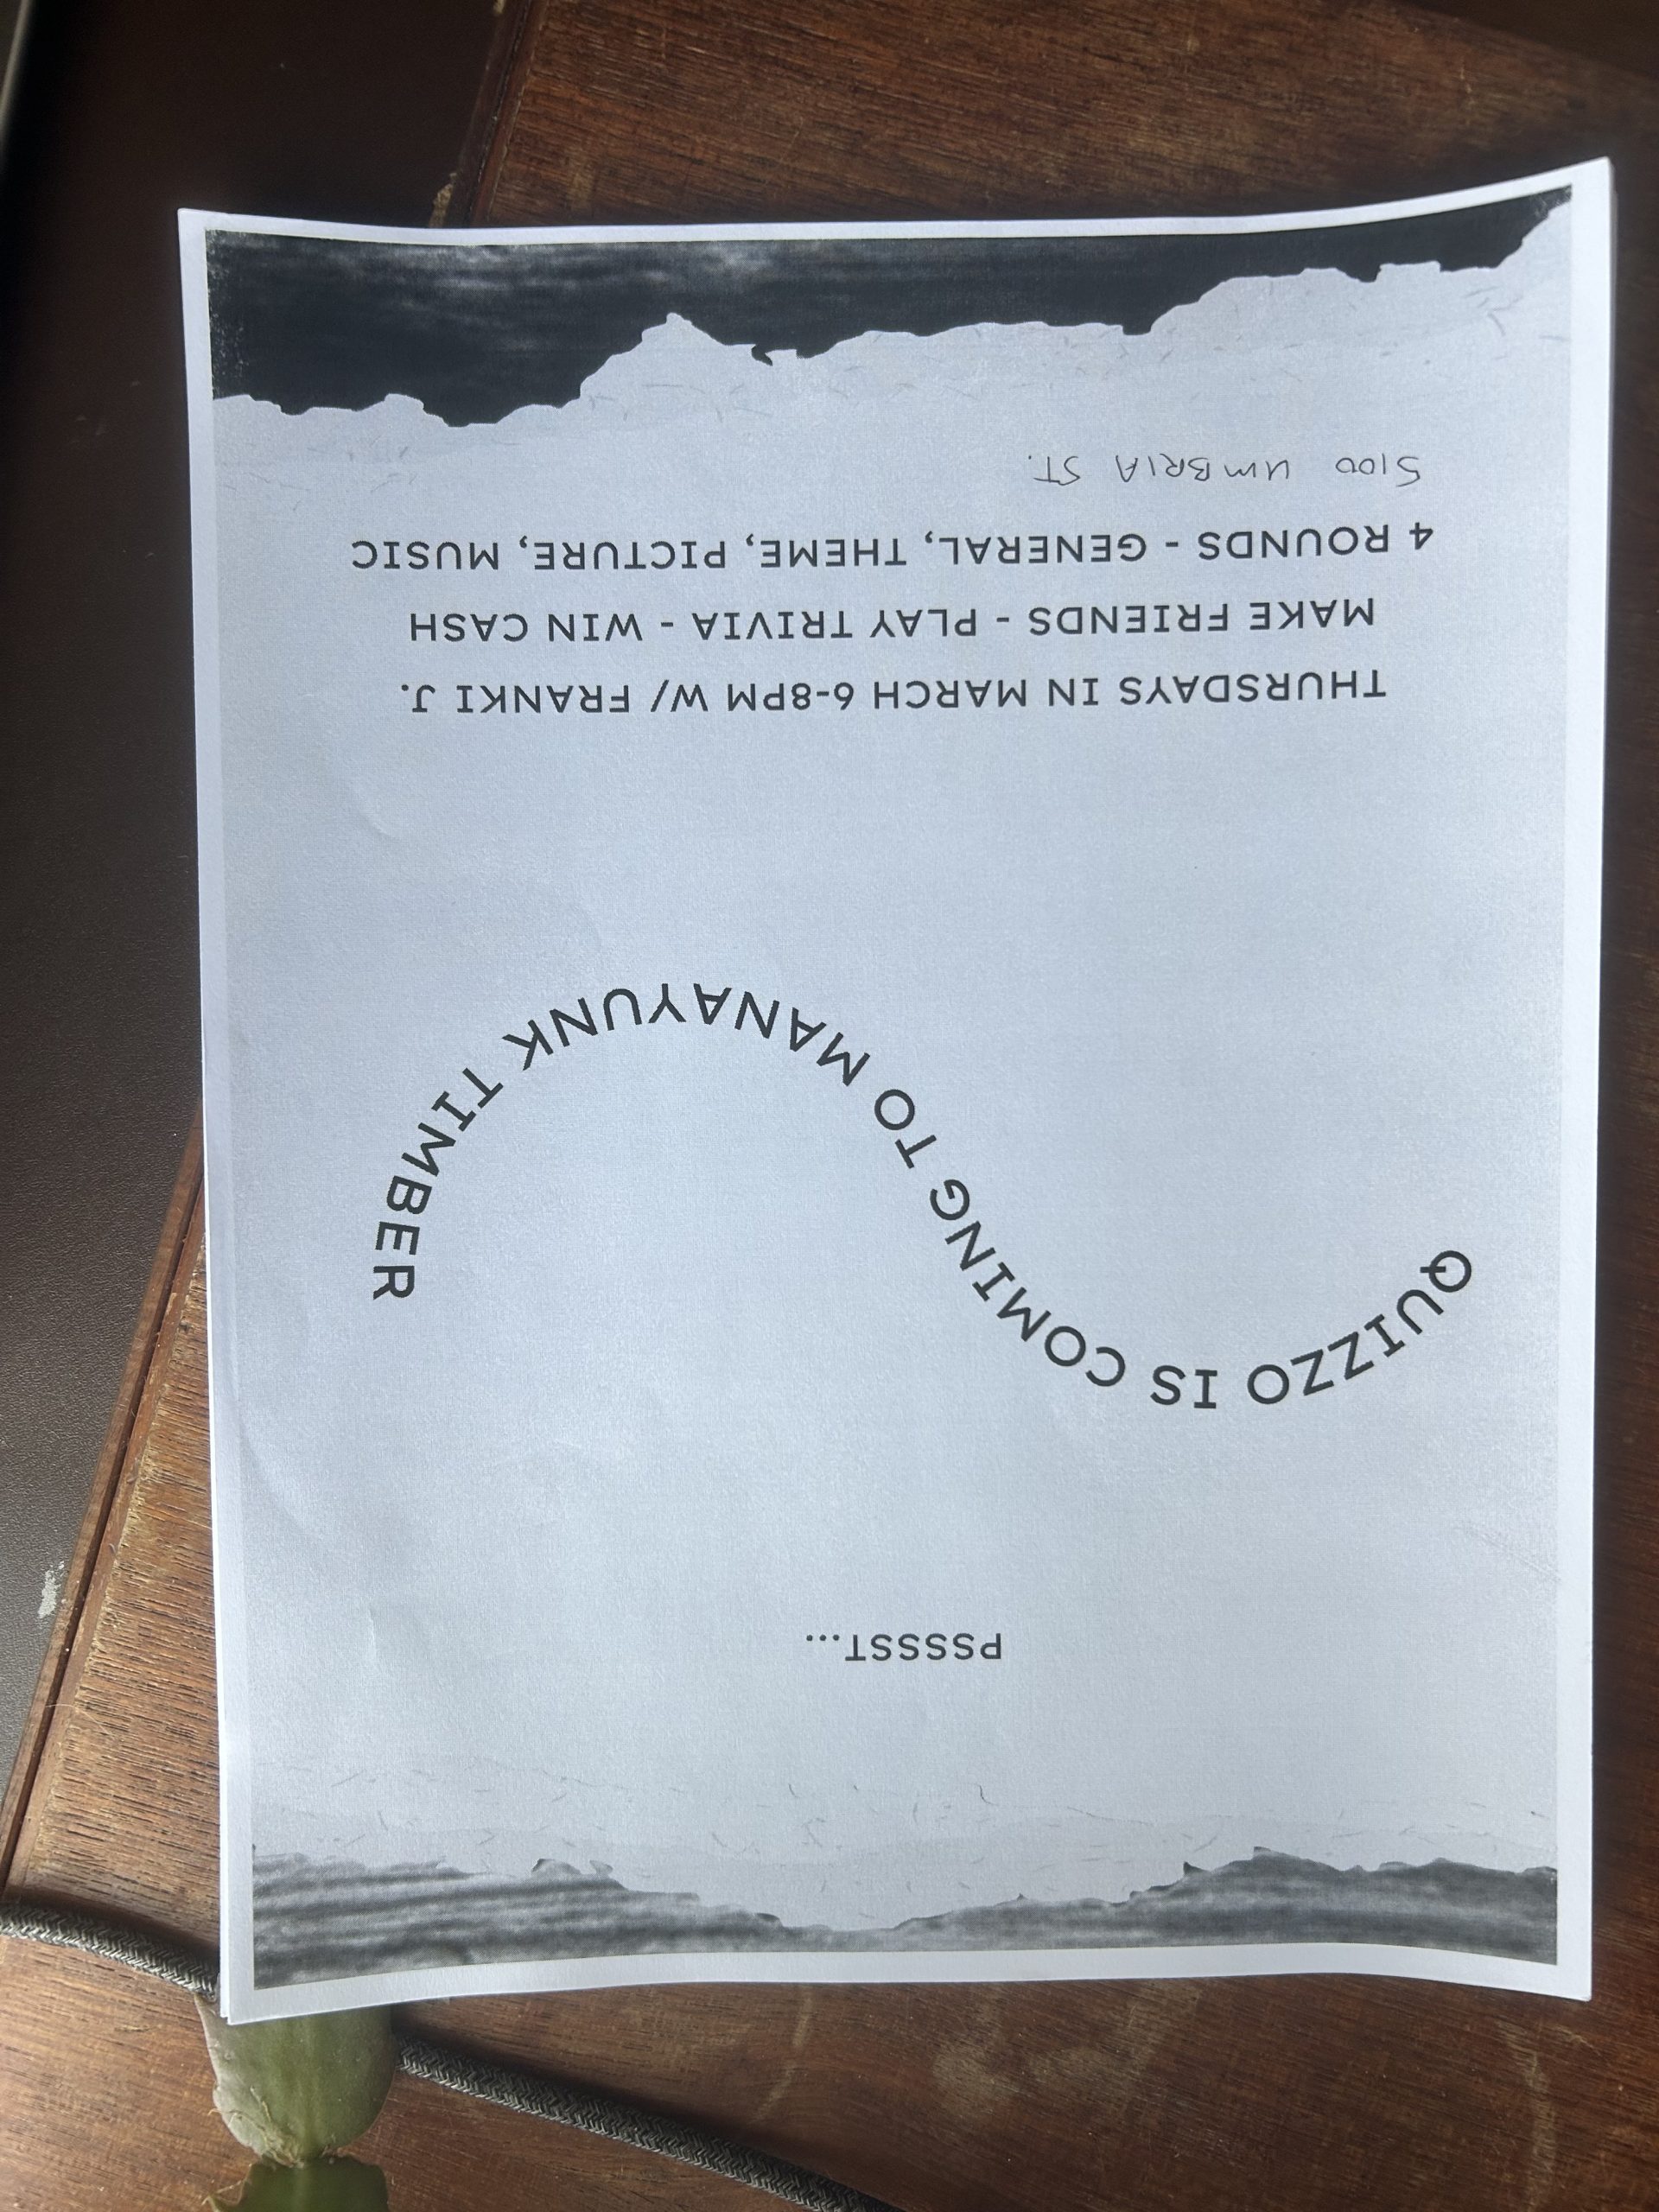 PSSSST...
QUIZZO IS COMING TO MANAYUNK TIMBER
THURSDAYS IN MARCH 6-8PM W/ FRANKI J.
MAKE FRIENDS - PLAY TRIVIA - WIN CASH
4 ROUNDS - GENERAL, THEME, PICTURE, MUSIC
5100 UMBRIA ST.